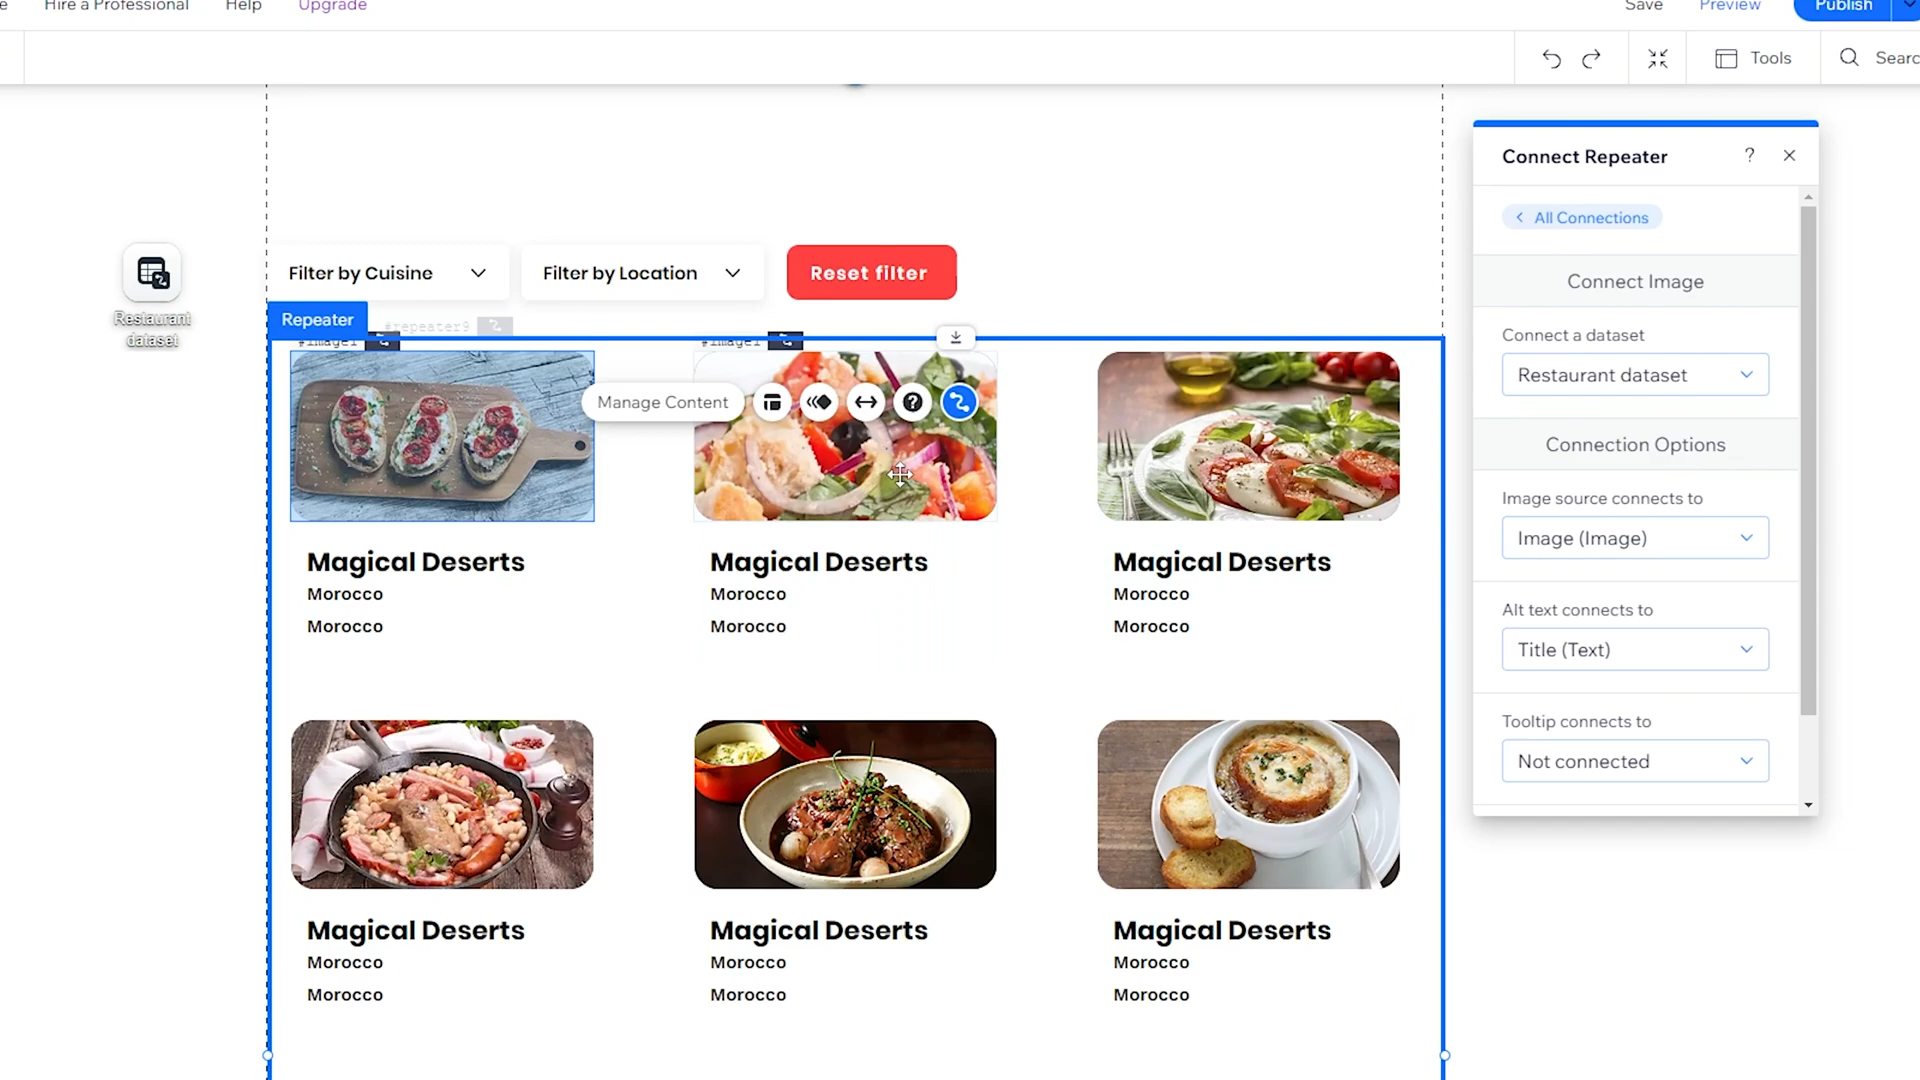 Hire a Professional
Help
Upgrade
Save
Preview
Publish
Tools
Searc
Restaurant
dataset
Filter by Cuisine
Filter by Location
Reset filter
Repeater
#repeater9
#image1
#image1
Manage Content
Magical Deserts
Morocco
Morocco
Magical Deserts
Morocco
Morocco
Magical Deserts
Morocco
Morocco
Magical Deserts
Morocco
Morocco
Magical Deserts
Morocco
Morocco
Magical Deserts
Morocco
Morocco
Connect Repeater
?
All Connections
Connect Image
Connect a dataset
Restaurant dataset
Connection Options
Image source connects to
Image (Image)
Alt text connects to
Title (Text)
Tooltip connects to
Not connected